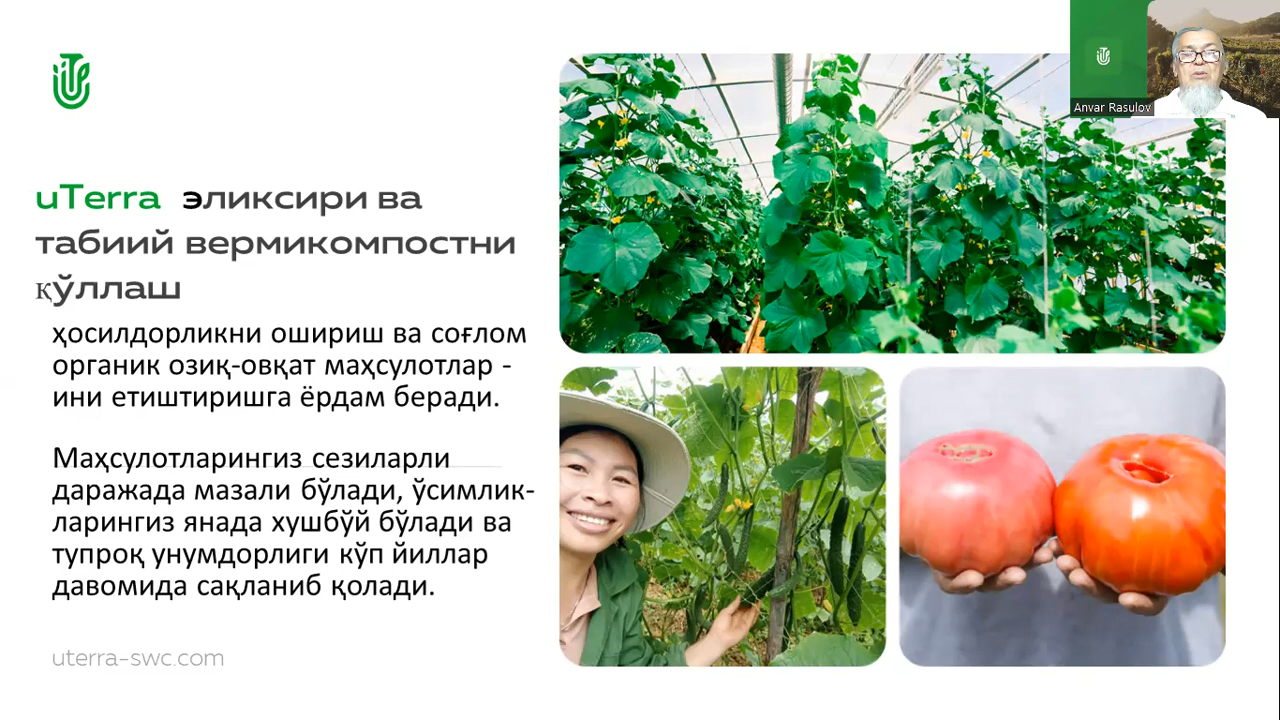 uTerra эликсири ва
табиий вермикомпостни
қўллаш
ҳосилдорликни ошириш ва соғлом
органик озиқ-овқат маҳсулотлар -
ини етиштиришга ёрдам беради.
Маҳсулотларингиз сезиларли
даражада мазали бўлади, ўсимлик-
ларингиз янада хушбўй бўлади ва
тупроқ унумдорлиги кўп йиллар
давомида сақланиб қолади.
uterra-swc.com
Anvar Rasulov